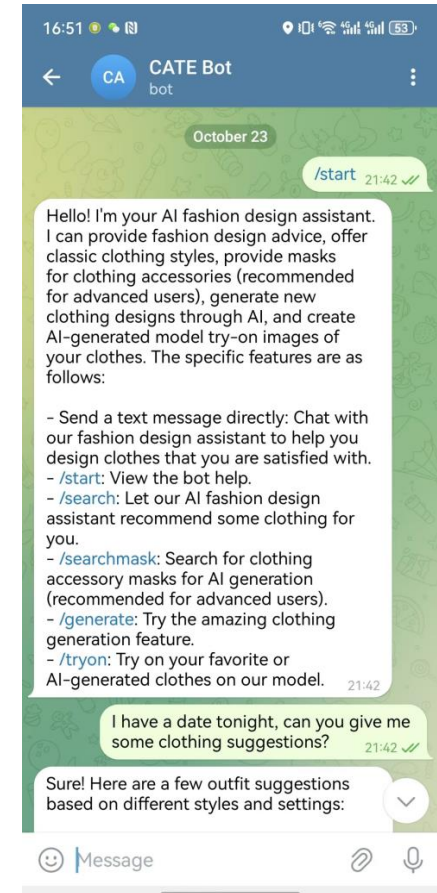 16:51
4G 4G 53
CA
CATE Bot
bot
October 23
/start 21:42
Hello! I'm your AI fashion design assistant.
I can provide fashion design advice, offer
classic clothing styles, provide masks
for clothing accessories (recommended
for advanced users), generate new
clothing designs through AI, and create
AI-generated model try-on images of
your clothes. The specific features are as
follows:
- Send a text message directly: Chat with
our fashion design assistant to help you
design clothes that you are satisfied with.
- /start: View the bot help.
- /search: Let our AI fashion design
assistant recommend some clothing for
you.
- /searchmask: Search for clothing
accessory masks for AI generation
(recommended for advanced users).
- /generate: Try the amazing clothing
generation feature.
- /tryon: Try on your favorite or
AI-generated clothes on our model. 21:42
I have a date tonight, can you give me
some clothing suggestions? 21:42
Sure! Here are a few outfit suggestions
based on different styles and settings:
Message